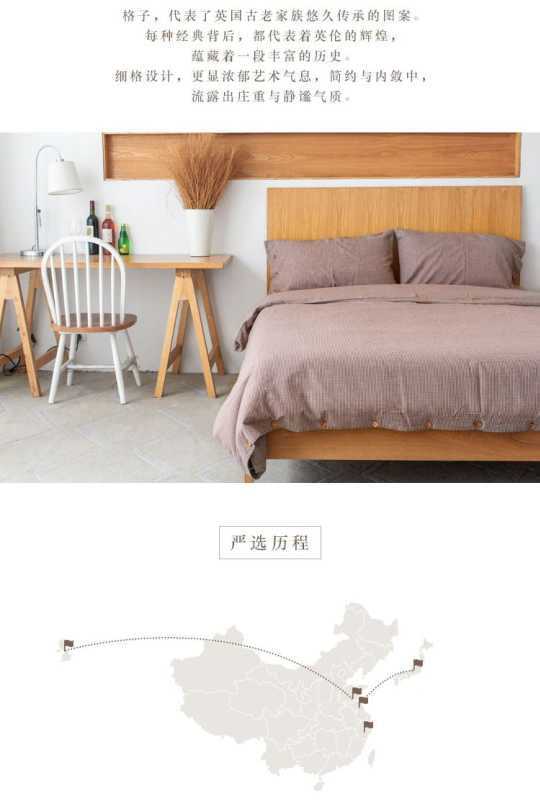 格子，代表了英国古老家族悠久传承的图案。
每种经典背后，都代表着英伦的辉煌，
蕴藏着一段丰富的历史。
细格设计，更显浓郁艺术气息，简约与内敛中，
流露出庄重与静谧气质。
严选历程